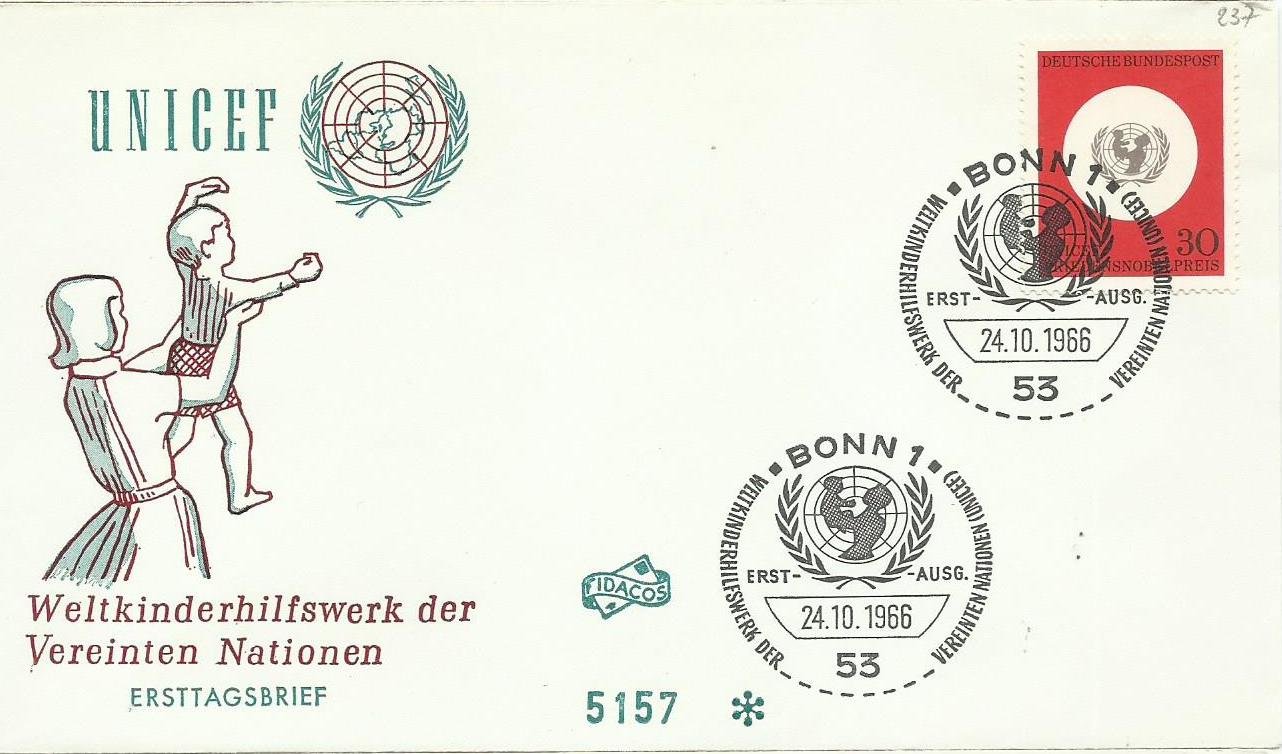 237
UNICEF
DEUTSCHE BUNDESPOST
30
FRIEDENSNOBELPREIS
BONN 1
WELTKINDERHILFSWERK DER
VEREINTEN NATIONEN (UNICEF)
ERST- -AUSG.
24.10.1966
53
BONN 1
WELTKINDERHILFSWERK DER
VEREINTEN NATIONEN (UNICEF)
ERST- -AUSG.
24.10.1966
53
Weltkinderhilfswerk der
Vereinten Nationen
ERSTTAGSBRIEF
FIDACOS
5157